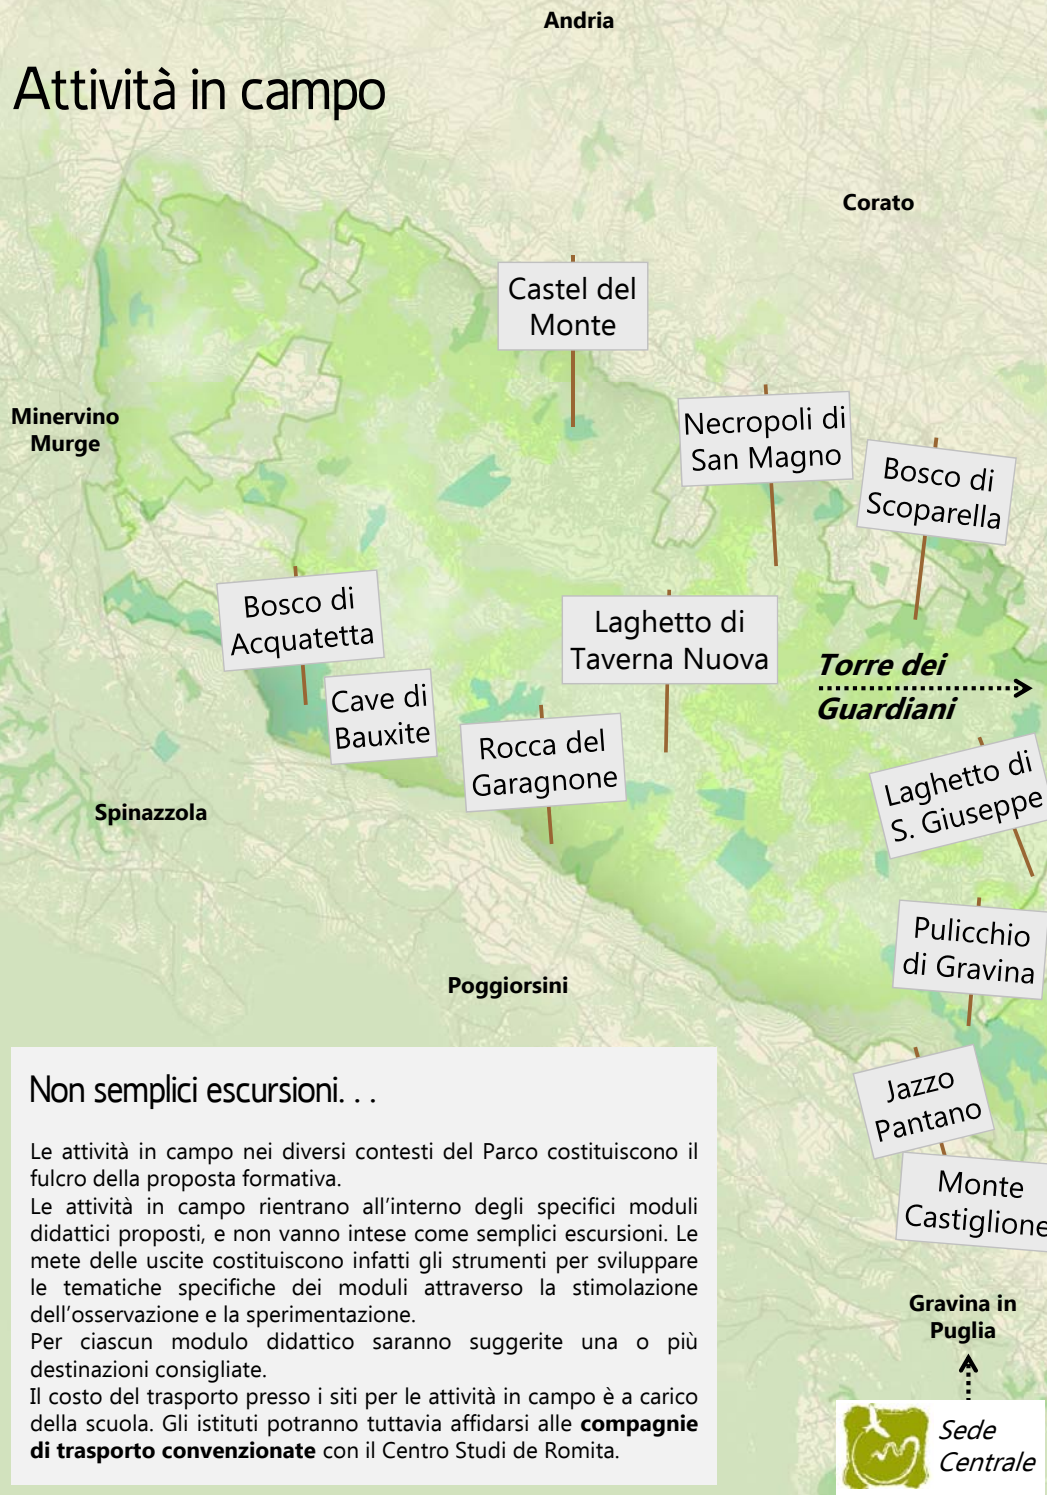 Andria
Attività in campo
Corato
Castel del
Monte
Minervino
Murge
Necropoli di
San Magno
Bosco di
Scoparella
Bosco di
Acquatetta
Laghetto di
Taverna Nuova
Torre dei
Guardiani
Cave di
Bauxite
Rocca del
Garagnone
Laghetto di
S. Giuseppe
Spinazzola
Pulicchio
di Gravina
Poggiorsini
Jazzo
Pantano
Monte
Castiglione
Non semplici escursioni. . .
Le attività in campo nei diversi contesti del Parco costituiscono il
fulcro della proposta formativa.
Le attività in campo rientrano all'interno degli specifici moduli
didattici proposti, e non vanno intese come semplici escursioni. Le
mete delle uscite costituiscono infatti gli strumenti per sviluppare
le tematiche specifiche dei moduli attraverso la stimolazione
dell'osservazione e la sperimentazione.
Per ciascun modulo didattico saranno suggerite una o più
destinazioni consigliate.
Il costo del trasporto presso i siti per le attività in campo è a carico
della scuola. Gli istituti potranno tuttavia affidarsi alle compagnie
di trasporto convenzionate con il Centro Studi de Romita.
Gravina in
Puglia
Sede
Centrale